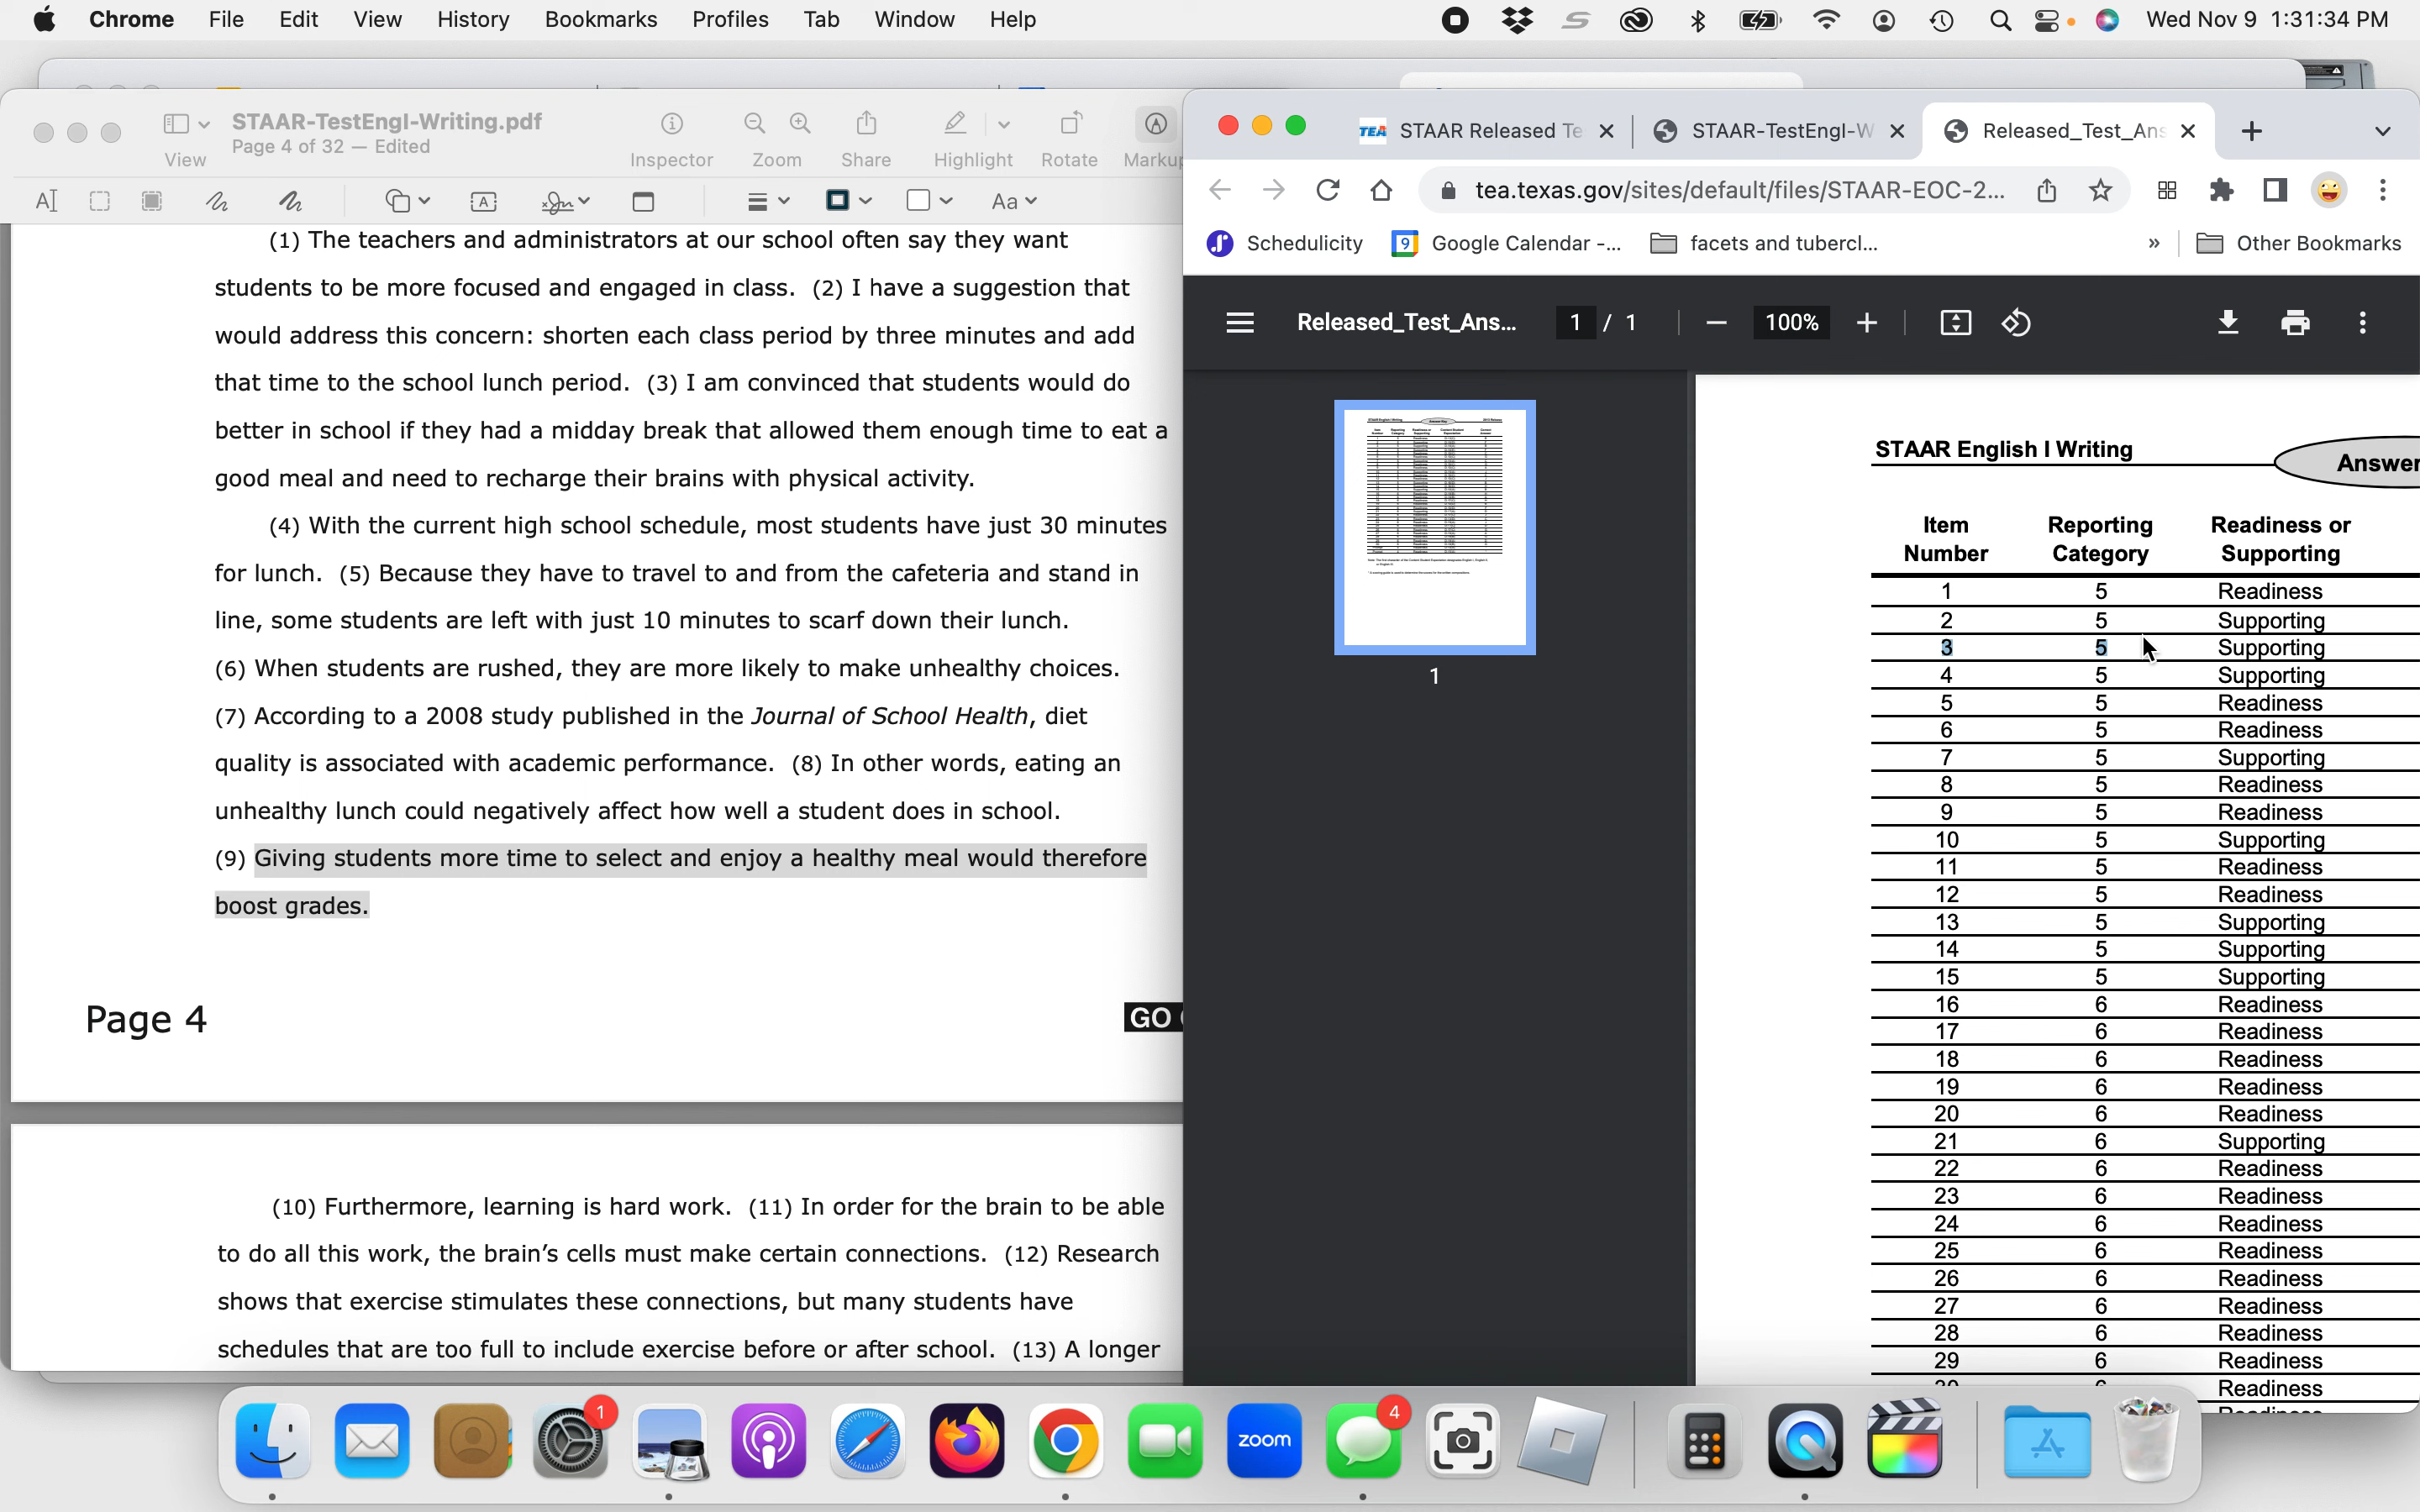 Chrome File Edit View History Bookmarks Profiles Tab Window Help
Wed Nov 9 1:31:34 PM
STAAR-TestEngI-Writing.pdf
Page 4 of 32 — Edited
View Inspector Zoom Share Highlight Rotate Markup
Aa
(1) The teachers and administrators at our school often say they want
students to be more focused and engaged in class. (2) I have a suggestion that
would address this concern: shorten each class period by three minutes and add
that time to the school lunch period. (3) I am convinced that students would do
better in school if they had a midday break that allowed them enough time to eat a
good meal and need to recharge their brains with physical activity.
(4) With the current high school schedule, most students have just 30 minutes
for lunch. (5) Because they have to travel to and from the cafeteria and stand in
line, some students are left with just 10 minutes to scarf down their lunch.
(6) When students are rushed, they are more likely to make unhealthy choices.
(7) According to a 2008 study published in the Journal of School Health, diet
quality is associated with academic performance. (8) In other words, eating an
unhealthy lunch could negatively affect how well a student does in school.
(9) Giving students more time to select and enjoy a healthy meal would therefore
boost grades.
Page 4
GO
(10) Furthermore, learning is hard work. (11) In order for the brain to be able
to do all this work, the brain's cells must make certain connections. (12) Research
shows that exercise stimulates these connections, but many students have
schedules that are too full to include exercise before or after school. (13) A longer
TEA STAAR Released Te STAAR-TestEngI-W Released_Test_Ans
tea.texas.gov/sites/default/files/STAAR-EOC-2...
Schedulicity 9 Google Calendar -... facets and tubercl... » Other Bookmarks
Released_Test_Ans... 1 / 1 100%
1
STAAR English I Writing
Answer
Item Number Reporting Category Readiness or Supporting
1 5 Readiness
2 5 Supporting
3 5 Supporting
4 5 Supporting
5 5 Readiness
6 5 Readiness
7 5 Supporting
8 5 Readiness
9 5 Readiness
10 5 Supporting
11 5 Readiness
12 5 Readiness
13 5 Supporting
14 5 Supporting
15 5 Supporting
16 6 Readiness
17 6 Readiness
18 6 Readiness
19 6 Readiness
20 6 Readiness
21 6 Supporting
22 6 Readiness
23 6 Readiness
24 6 Readiness
25 6 Readiness
26 6 Readiness
27 6 Readiness
28 6 Readiness
29 6 Readiness
30 6 Readiness
1
zoom
4